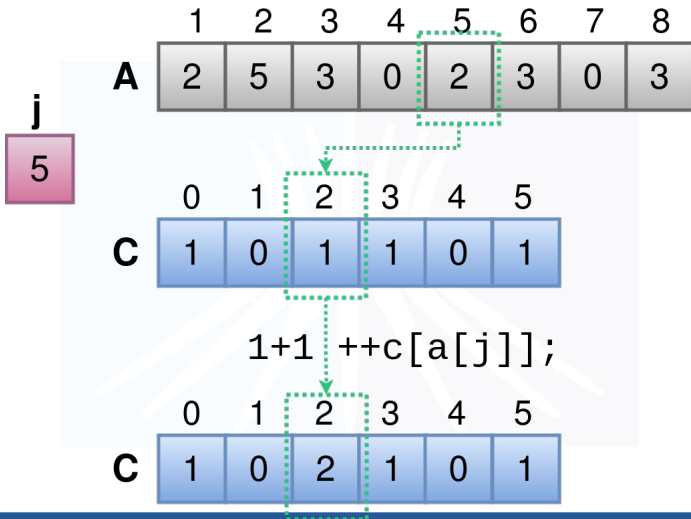 1 2 3 4 5 6 7 8
A 2 5 3 0 2 3 0 3
j
5
0 1 2 3 4 5
C 1 0 1 1 0 1
1+1 ++c[a[j]];
0 1 2 3 4 5
C 1 0 2 1 0 1